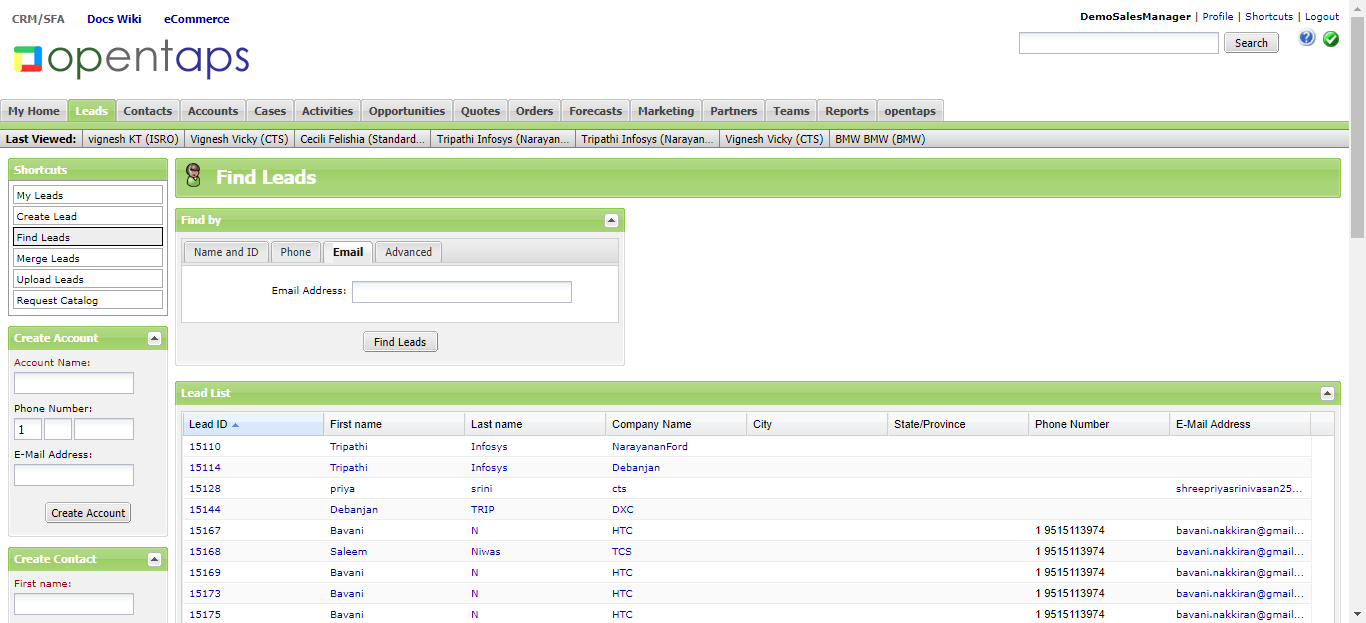 CRM/SFA Docs Wiki eCommerce
DemoSalesManager | Profile | Shortcuts | Logout
opentaps
Search
My Home Leads Contacts Accounts Cases Activities Opportunities Quotes Orders Forecasts Marketing Partners Teams Reports opentaps
Last Viewed: vignesh KT (ISRO) Vignesh Vicky (CTS) Cecili Felishia (Standard... Tripathi Infosys (Narayan... Tripathi Infosys (Narayan... Vignesh Vicky (CTS) BMW BMW (BMW)
Shortcuts
My Leads
Create Lead
Find Leads
Merge Leads
Upload Leads
Request Catalog
Create Account
Account Name:
Phone Number:
1
E-Mail Address:
Create Account
Create Contact
First name:
Find Leads
Find by
Name and ID Phone Email Advanced
Email Address:
Find Leads
Lead List
Lead ID First name Last name Company Name City State/Province Phone Number E-Mail Address
15110 Tripathi Infosys NarayananFord
15114 Tripathi Infosys Debanjan
15128 priya srini cts shreepriyasrinivasan25...
15144 Debanjan TRIP DXC
15167 Bavani N HTC 1 9515113974 bavani.nakkiran@gmail...
15168 Saleem Niwas TCS 1 9515113974 bavani.nakkiran@gmail...
15169 Bavani N HTC 1 9515113974 bavani.nakkiran@gmail...
15173 Bavani N HTC 1 9515113974 bavani.nakkiran@gmail...
15175 Bavani N HTC 1 9515113974 bavani.nakkiran@gmail...